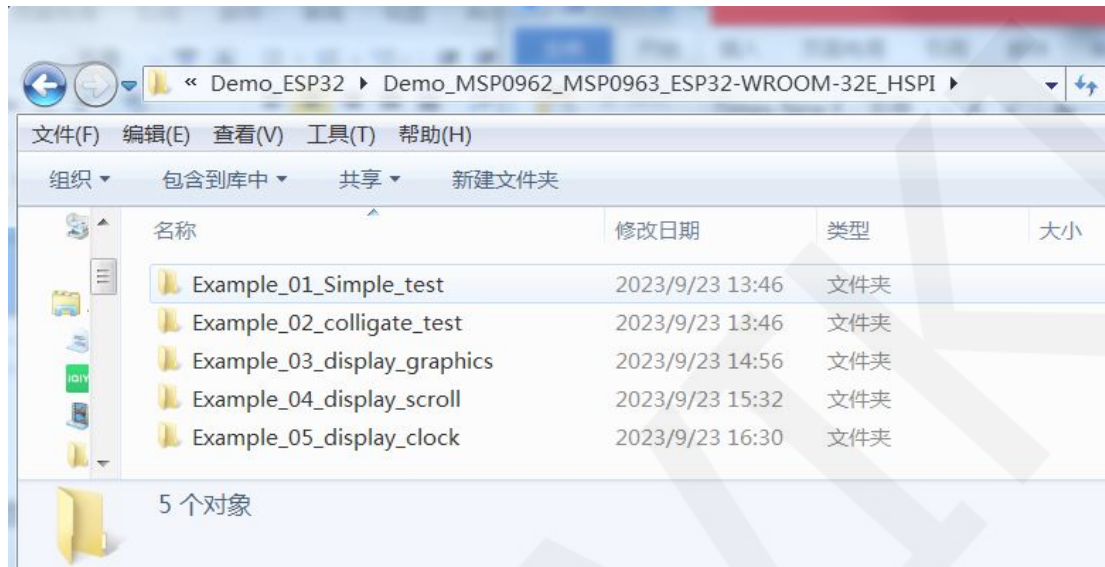 « Demo_ESP32 ▸ Demo_MSP0962_MSP0963_ESP32-WROOM-32E_HSPI ▸
文件(F) 编辑(E) 查看(V) 工具(T) 帮助(H)
组织 包含到库中 共享 新建文件夹
名称 修改日期 类型 大小
Example_01_Simple_test 2023/9/23 13:46 文件夹
Example_02_colligate_test 2023/9/23 13:46 文件夹
Example_03_display_graphics 2023/9/23 14:56 文件夹
Example_04_display_scroll 2023/9/23 15:32 文件夹
Example_05_display_clock 2023/9/23 16:30 文件夹
5 个对象